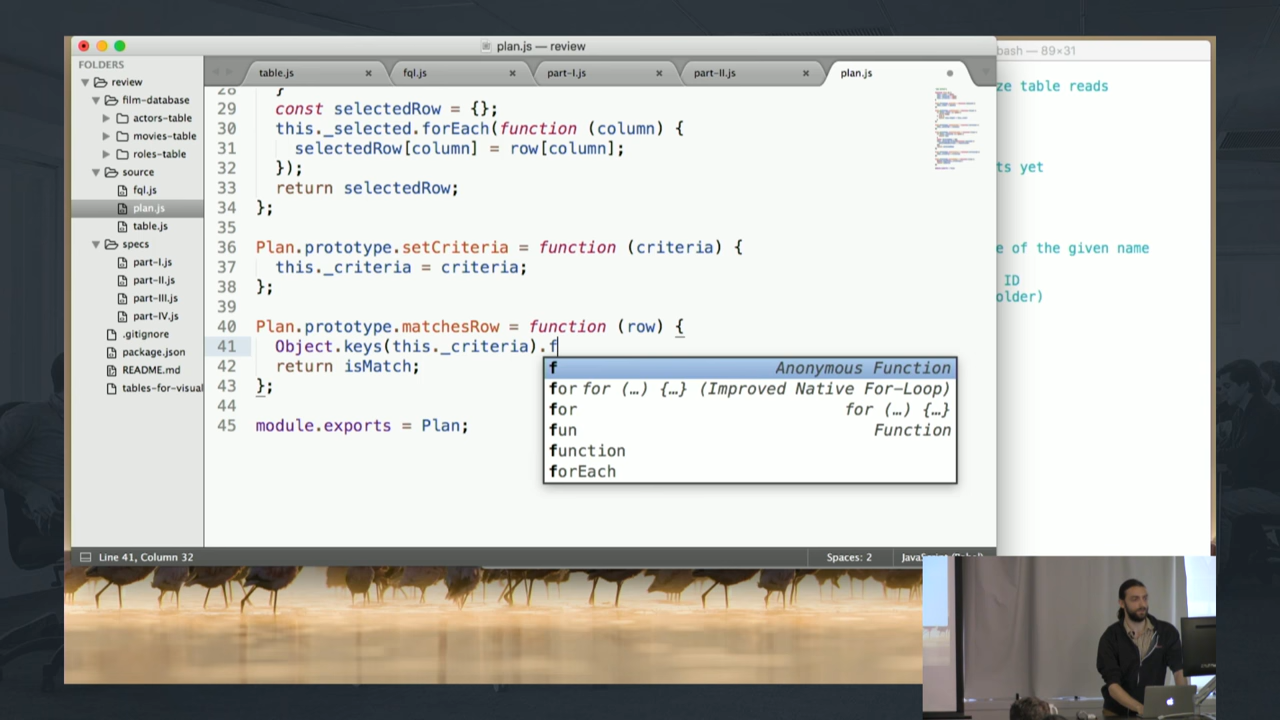 plan.js — review
bash — 89×31
FOLDERS
review
film-database
actors-table
movies-table
roles-table
source
fql.js
plan.js
table.js
specs
part-I.js
part-II.js
part-III.js
part-IV.js
.gitignore
package.json
README.md
tables-for-visual
table.js
fql.js
part-I.js
part-II.js
plan.js
28 }
29 const selectedRow = {};
30 this._selected.forEach(function (column) {
31 selectedRow[column] = row[column];
32 });
33 return selectedRow;
34 };
35
36 Plan.prototype.setCriteria = function (criteria) {
37 this._criteria = criteria;
38 };
39
40 Plan.prototype.matchesRow = function (row) {
41 Object.keys(this._criteria).f
42 return isMatch;
43 };
44
45 module.exports = Plan;
f Anonymous Function
for for (…) {…} (Improved Native For-Loop)
for for (…) {…}
fun Function
function
forEach
ze table reads
ts yet
e of the given name
ID
older)
Line 41, Column 32
Spaces: 2